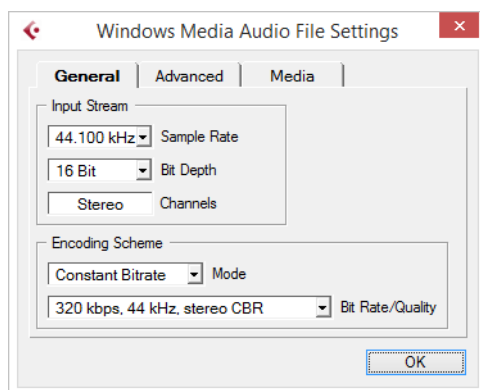 Windows Media Audio File Settings
General Advanced Media
Input Stream
44.100 kHz Sample Rate
16 Bit Bit Depth
Stereo Channels
Encoding Scheme
Constant Bitrate Mode
320 kbps, 44 kHz, stereo CBR Bit Rate/Quality
OK